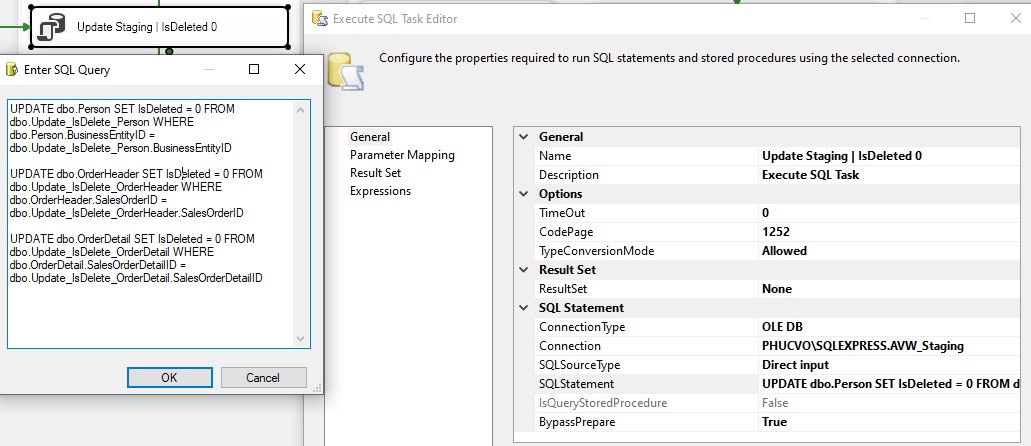 Update Staging | IsDeleted 0
Enter SQL Query
UPDATE dbo.Person SET IsDeleted = 0 FROM
dbo.Update_IsDelete_Person WHERE
dbo.Person.BusinessEntityID =
dbo.Update_IsDelete_Person.BusinessEntityID
UPDATE dbo.OrderHeader SET IsDeleted = 0 FROM
dbo.Update_IsDelete_OrderHeader WHERE
dbo.OrderHeader.SalesOrderID =
dbo.Update_IsDelete_OrderHeader.SalesOrderID
UPDATE dbo.OrderDetail SET IsDeleted = 0 FROM
dbo.Update_IsDelete_OrderDetail WHERE
dbo.OrderDetail.SalesOrderDetailID =
dbo.Update_IsDelete_OrderDetail.SalesOrderDetailID
OK Cancel
Execute SQL Task Editor
Configure the properties required to run SQL statements and stored procedures using the selected connection.
General
Parameter Mapping
Result Set
Expressions
General
Name Update Staging | IsDeleted 0
Description Execute SQL Task
Options
TimeOut 0
CodePage 1252
TypeConversionMode Allowed
Result Set
ResultSet None
SQL Statement
ConnectionType OLE DB
Connection PHUCVO\SQLEXPRESS.AVW_Staging
SQLSourceType Direct input
SQLStatement UPDATE dbo.Person SET IsDeleted = 0 FROM d
IsQueryStoredProcedure False
BypassPrepare True